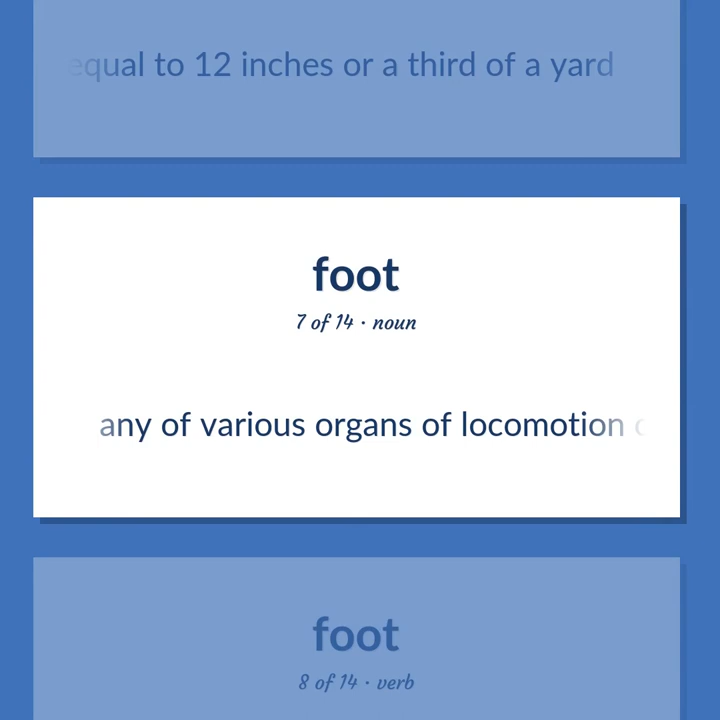 equal to 12 inches or a third of a yard
foot
7 of 14 · noun
any of various organs of locomotion
foot
8 of 14 · verb